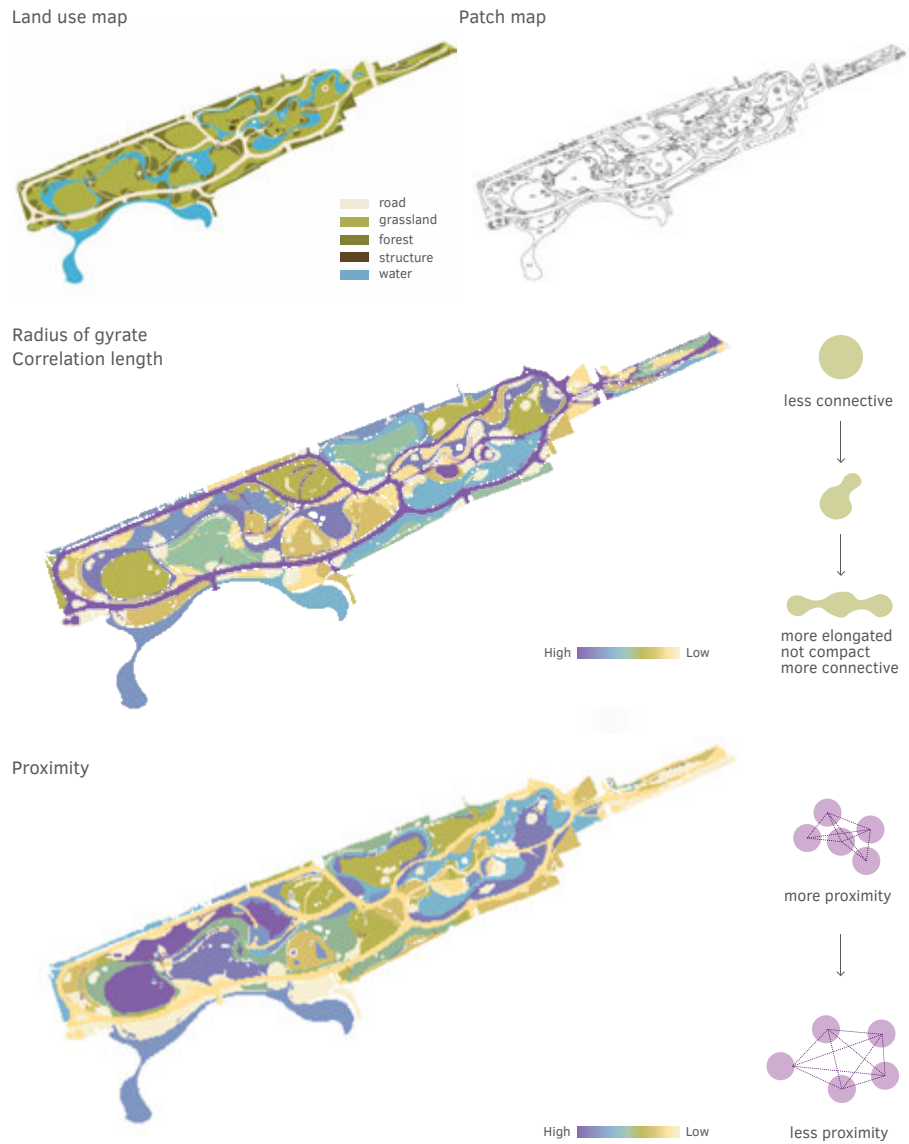 Land use map
Patch map
road
grassland
forest
structure
water
Radius of gyrate
Correlation length
less connective
more elongated
not compact
more connective
High
Low
Proximity
more proximity
less proximity
High
Low